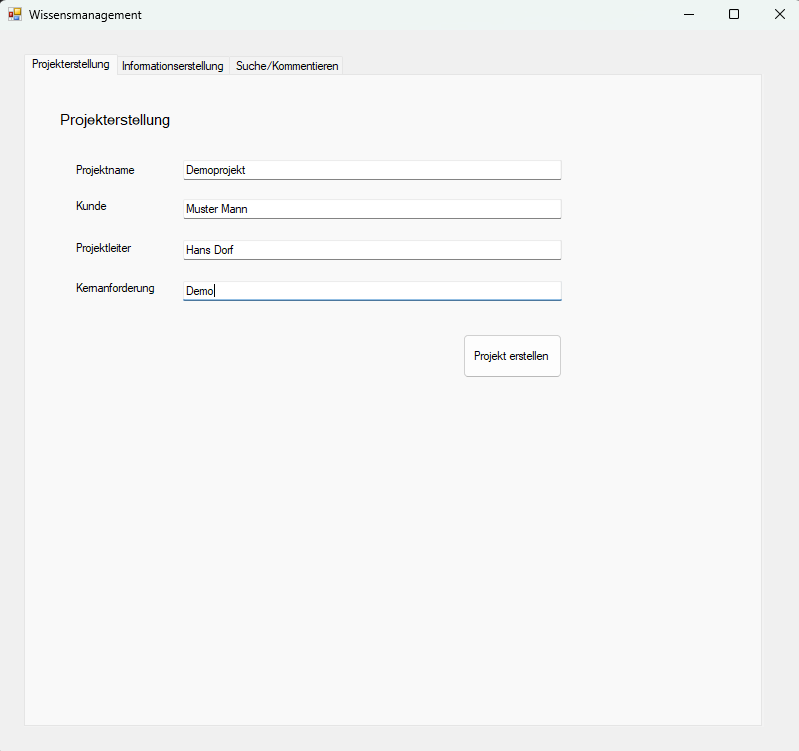 Wissensmanagement
Projekterstellung Informationserstellung Suche/Kommentieren
Projekterstellung
Projektname Demoprojekt
Kunde Muster Mann
Projektleiter Hans Dorf
Kernanforderung Demo
Projekt erstellen